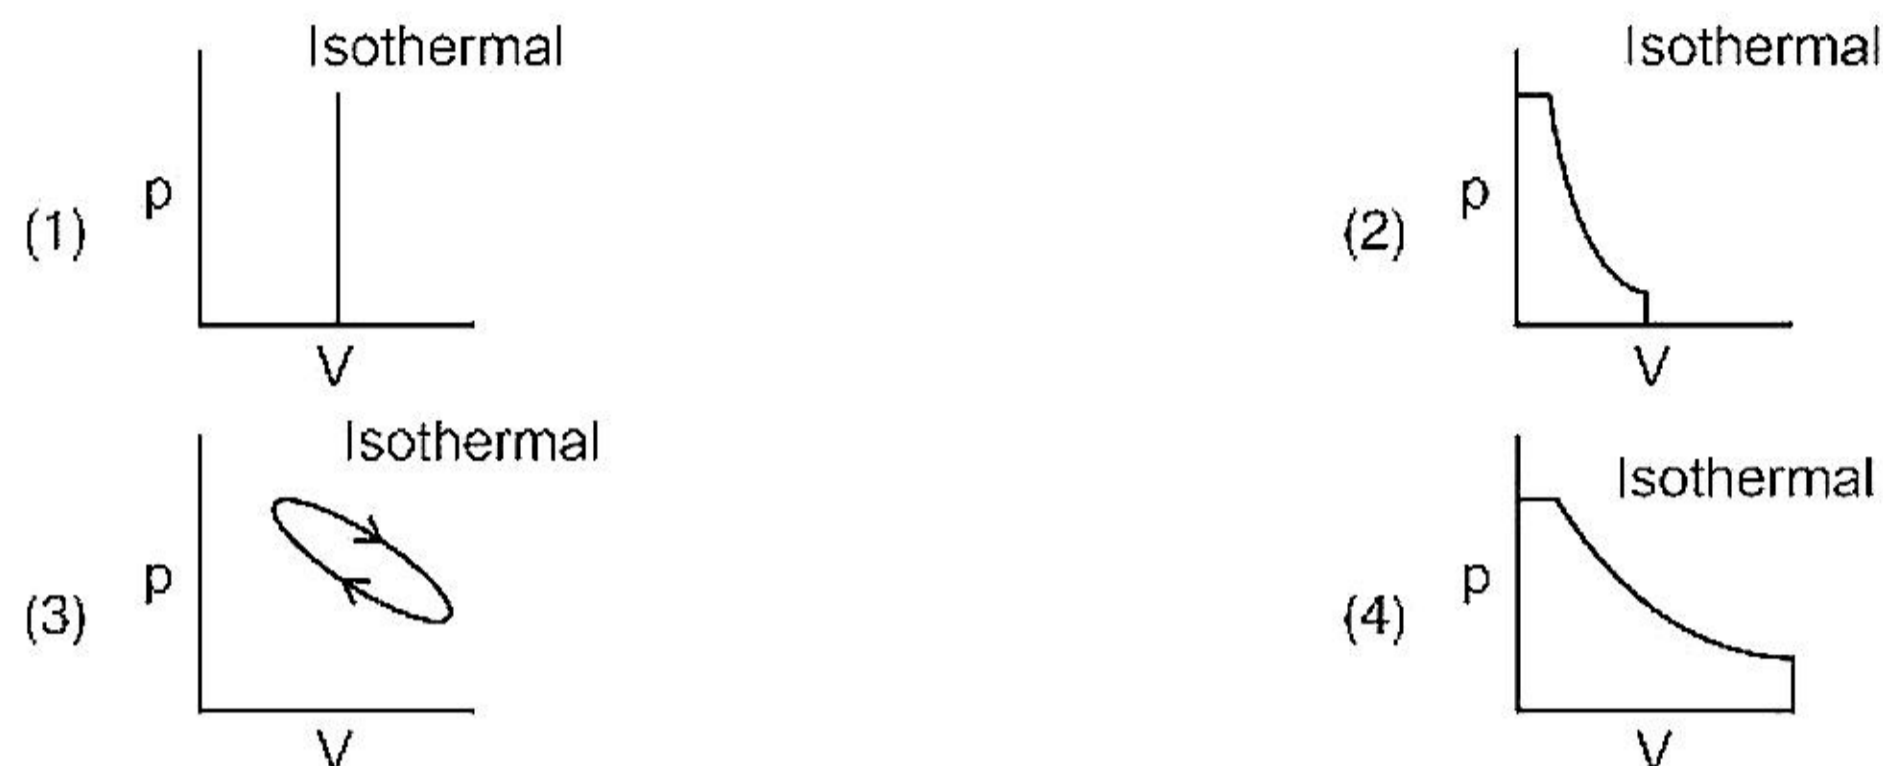 Isothermal
p
(1)
V
Isothermal
p
(2)
V
Isothermal
p
(3)
V
Isothermal
p
(4)
V